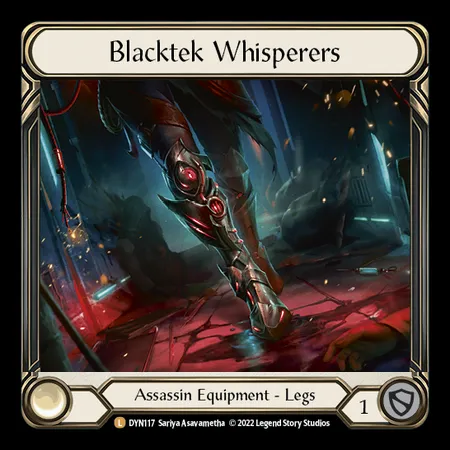 Blacktek Whisperers
Assassin Equipment - Legs
1
L DYN117 Sariya Asavametha © 2022 Legend Story Studios